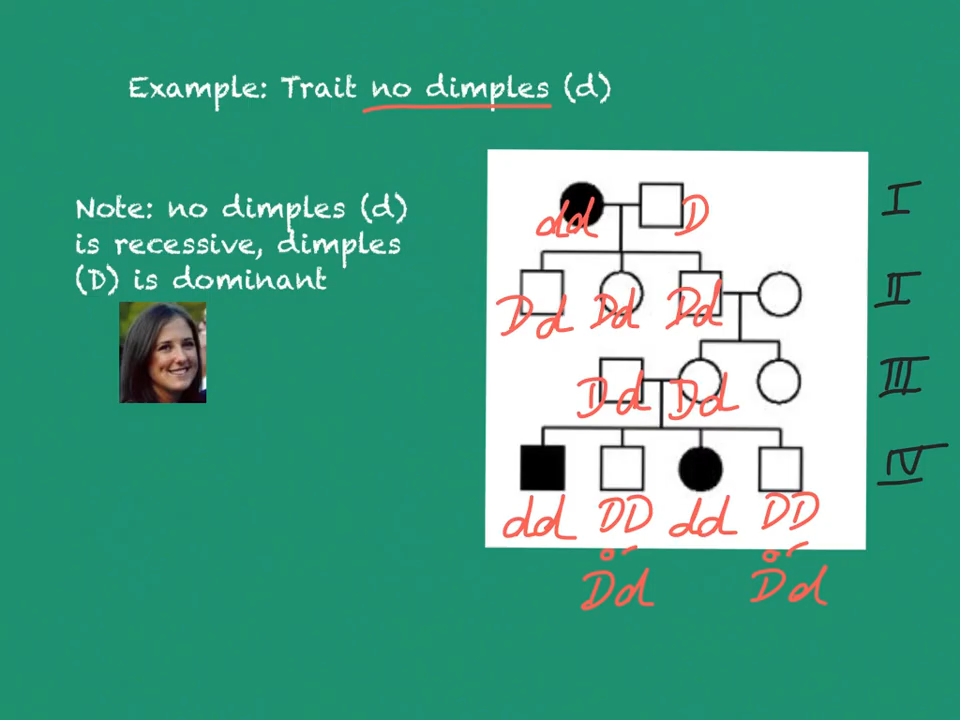 Example: Trait no dimples (d)
Note: no dimples (d)
is recessive, dimples
(D) is dominant
dd D
I
Dd Dd Dd
II
Dd Dd
III
dd DD dd DD
IV
or or
Dd Dd